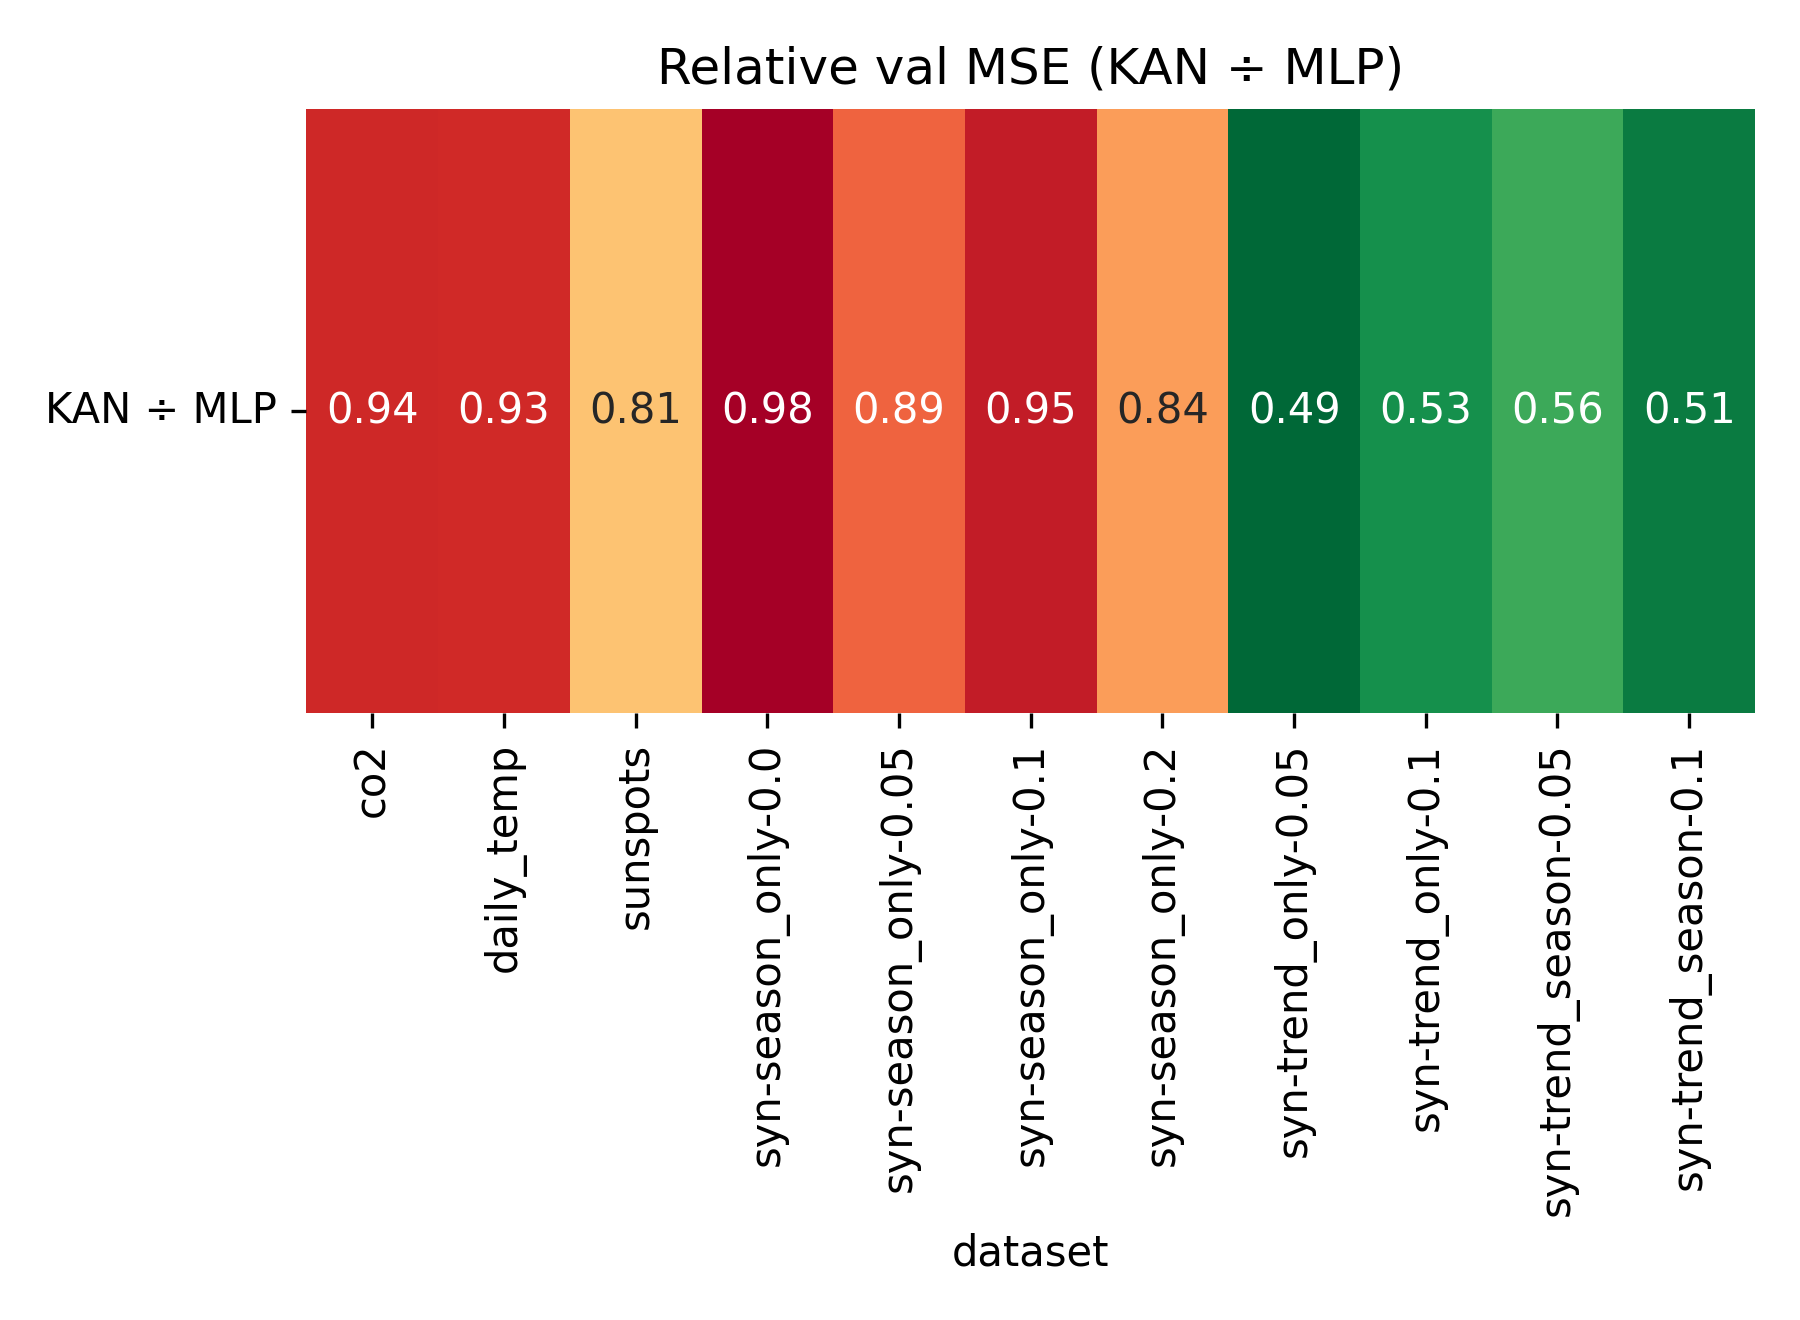 Relative val MSE (KAN ÷ MLP)
KAN ÷ MLP
0.94 0.93 0.81 0.98 0.89 0.95 0.84 0.49 0.53 0.56 0.51
co2
daily_temp
sunspots
syn-season_only-0.0
syn-season_only-0.05
syn-season_only-0.1
syn-season_only-0.2
syn-trend_only-0.05
syn-trend_only-0.1
syn-trend_season-0.05
syn-trend_season-0.1
dataset